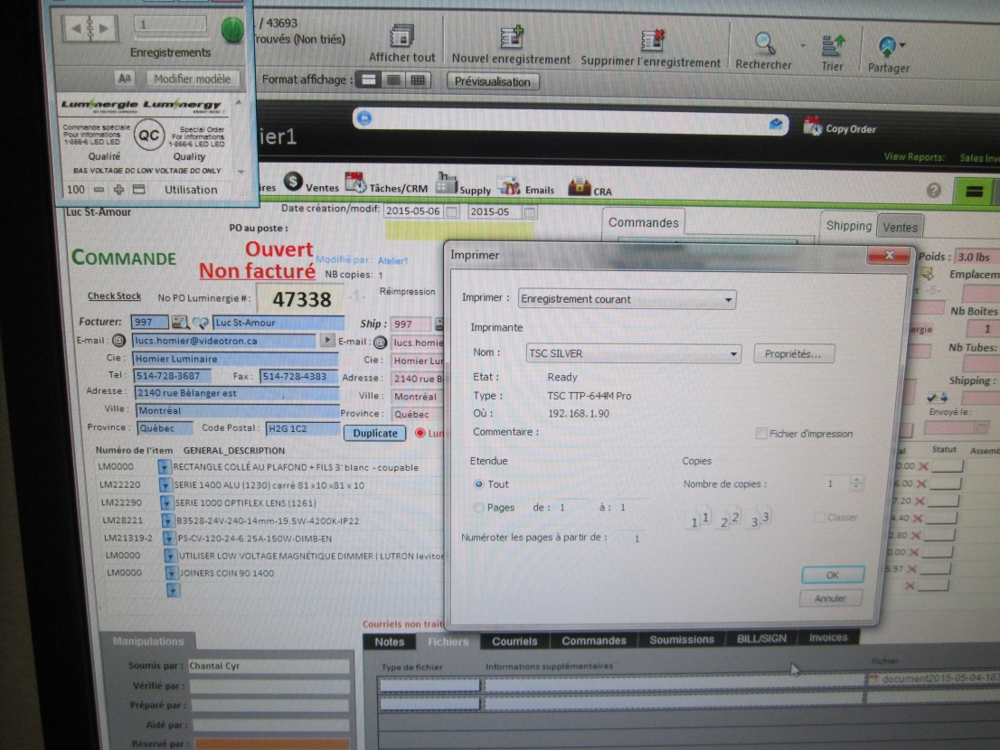 1
Enregistrements
/ 43693
Trouvés (Non triés)
Afficher tout
Nouvel enregistrement
Supprimer l'enregistrement
Rechercher
Trier
Partager
Aa
Modifier modèle
Format affichage :
Prévisualisation
Luminergie Luminergy
Commande spéciale
Pour informations
1-866-6 LED LED
QC
Special Order
For informations
1-866-6 LED LED
Qualité
Quality
BAS VOLTAGE DC LOW VOLTAGE DC ONLY
100
Utilisation
ier1
Copy Order
View Reports:
Sales Inv
ires
Ventes
Tâches/CRM
Supply
Emails
CRA
Luc St-Amour
Date création/modif:
2015-05-06
2015-05
PO au poste :
Commandes
Shipping
Ventes
COMMANDE
Ouvert
Non facturé
Modifié par : Atelier1
NB copies: 1
Check Stock
No PO Luminergie # :
47338
-1-
Réimpression
Facturer:
997
Luc St-Amour
Ship :
997
E-mail :
lucs.homier@videotron.ca
E-mail :
lucs.homie
Cie :
Homier Luminaire
Cie :
Homier Lur
Tel :
514-728-3687
Fax :
514-728-4383
Adresse :
2140 rue B
Adresse :
2140 rue Bélanger est
Ville :
Montréal
Ville :
Montréal
Province :
Québec
Code Postal :
H2G 1C2
Province :
Québec
Duplicate
Lun
Numéro de l'item
GENERAL_DESCRIPTION
LM0000
RECTANGLE COLLÉ AU PLAFOND + FILS 3' blanc - coupable
LM22220
SERIE 1400 ALU (1230) carré 81 x10 x81 x 10
LM22290
SERIE 1000 OPTIFLEX LENS (1261)
LM28221
B3528-24V-240-14mm-19.5W-4200K-IP22
LM21319-2
PS-CV-120-24-6.25A-150W-DIMB-EN
LM0000
UTILISER LOW VOLTAGE MAGNÉTIQUE DIMMER ( LUTRON levitor
LM0000
JOINERS COIN 90 1400
Imprimer
Imprimer :
Enregistrement courant
Imprimante
Nom :
TSC SILVER
Propriétés...
Etat :
Ready
Type :
TSC TTP-644M Pro
Où :
192.168.1.90
Commentaire :
Fichier d'impression
Etendue
Copies
Tout
Nombre de copies :
1
Pages
de :
1
à :
1
1 1 2 2 3 3
Classer
Numéroter les pages à partir de :
1
OK
Annuler
Poids :
3.0 lbs
-5-
Emplacem
Nb Boites
ergie
1
Nb Tubes:
Shipping :
Envoyé le :
al
Statut
Assemb
0.00
6.00
7.20
4.40
2.80
0.00
5.97
Courriels non trait
Manipulations
Notes
Fichiers
Courriels
Commandes
Soumissions
BILL/SIGN
Invoices
Soumis par :
Chantal Cyr
Type de fichier
Informations supplémentaires
Fichier
document2015-05-04-183
Vérifié par :
Préparé par :
Aidé par :
Réservé par :